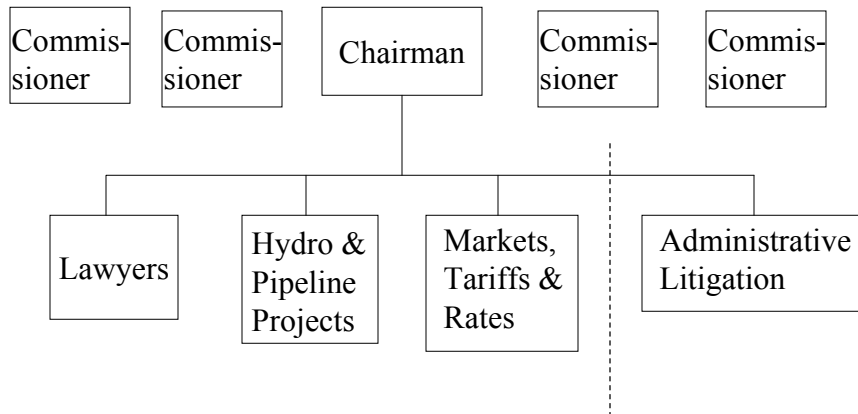 Commis-
sioner
Commis-
sioner
Chairman
Commis-
sioner
Commis-
sioner
Lawyers
Hydro &
Pipeline
Projects
Markets,
Tariffs &
Rates
Administrative
Litigation